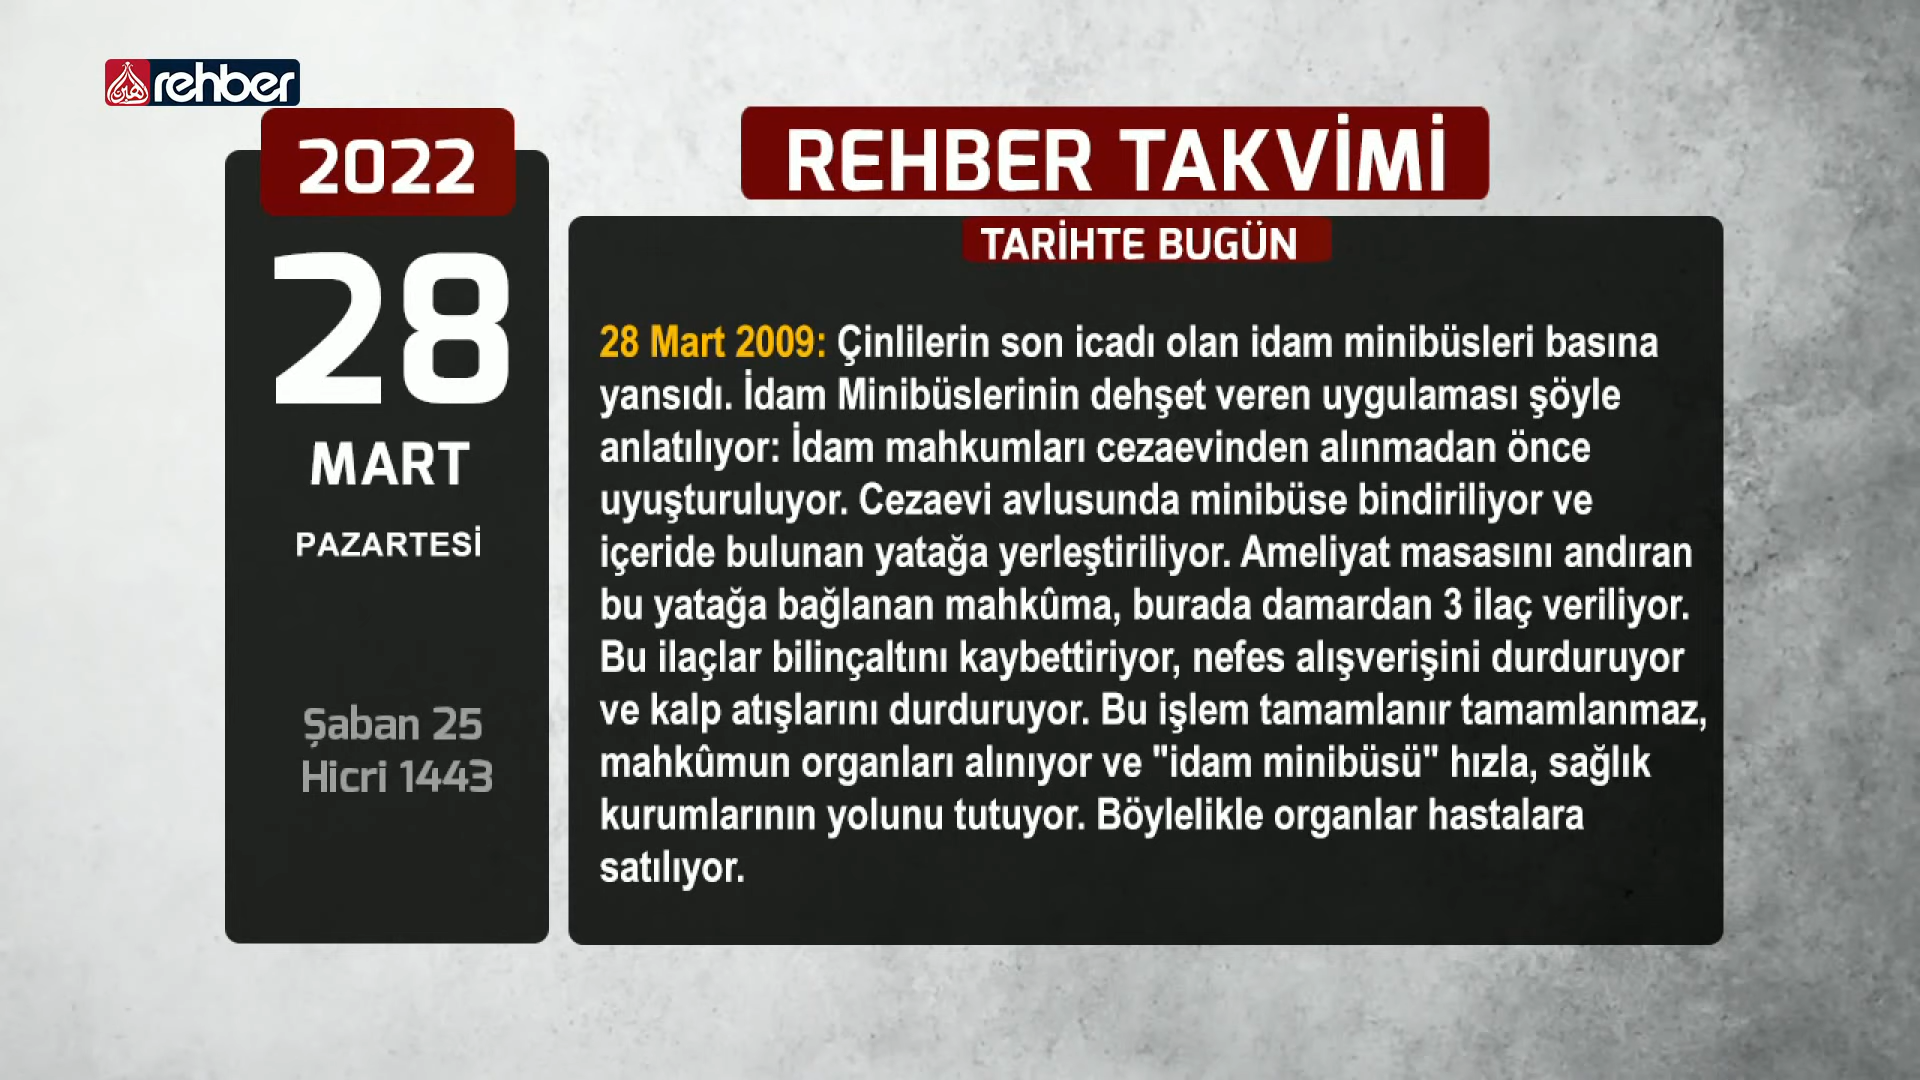 rehber
2022
28
MART
PAZARTESİ
Şaban 25
Hicri 1443
REHBER TAKVİMİ
TARİHTE BUGÜN
28 Mart 2009: Çinlilerin son icadı olan idam minibüsleri basına
yansıdı. İdam Minibüslerinin dehşet veren uygulaması şöyle
anlatılıyor: İdam mahkumları cezaevinden alınmadan önce
uyuşturuluyor. Cezaevi avlusunda minibüse bindiriliyor ve
içeride bulunan yatağa yerleştiriliyor. Ameliyat masasını andıran
bu yatağa bağlanan mahkûma, burada damardan 3 ilaç veriliyor.
Bu ilaçlar bilinçaltını kaybettiriyor, nefes alışverişini durduruyor
ve kalp atışlarını durduruyor. Bu işlem tamamlanır tamamlanmaz,
mahkûmun organları alınıyor ve "idam minibüsü" hızla, sağlık
kurumlarının yolunu tutuyor. Böylelikle organlar hastalara
satılıyor.